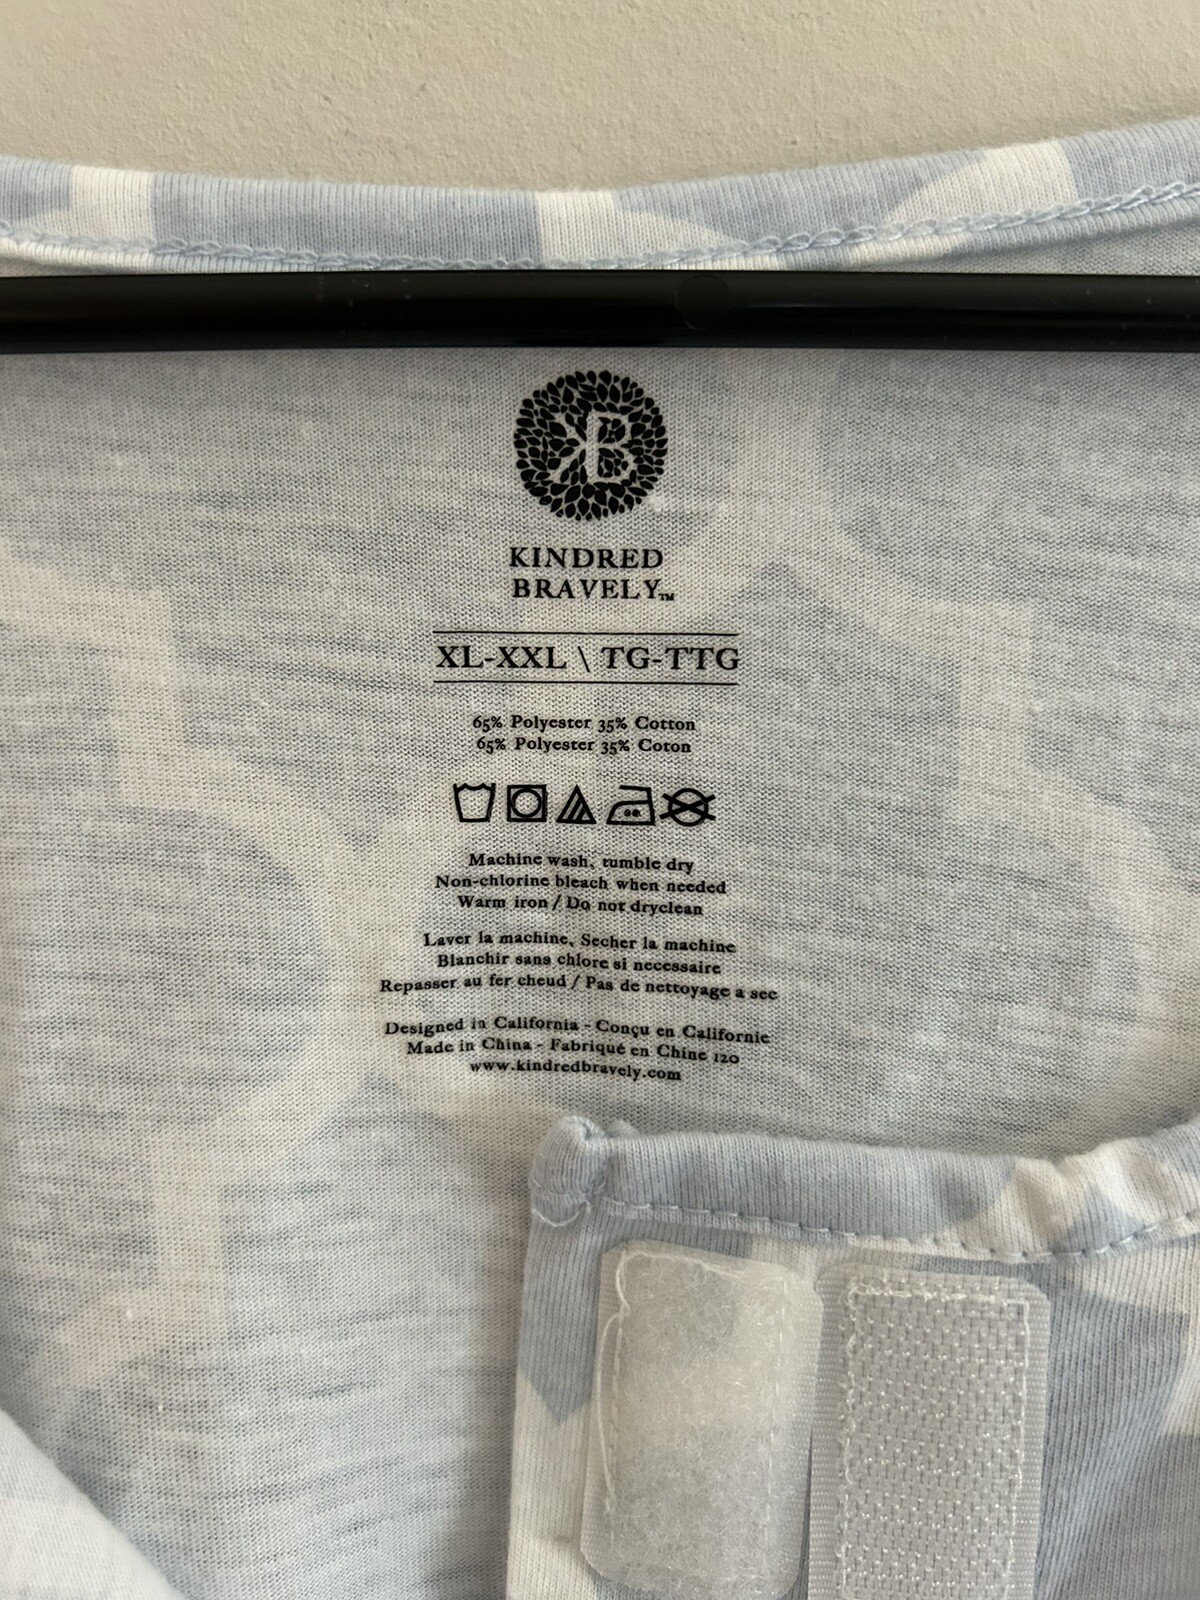 KB
KINDRED
BRAVELY™
XL-XXL \ TG-TTG
65% Polyester 35% Cotton
65% Polyester 35% Coton
Machine wash, tumble dry
Non-chlorine bleach when needed
Warm iron / Do not dryclean
Laver la machine, Secher la machine
Blanchir sans chlore si necessaire
Repasser au fer cheud / Pas de nettoyage a sec
Designed in California - Conçu en Californie
Made in China - Fabriqué en Chine 120
www.kindredbravely.com